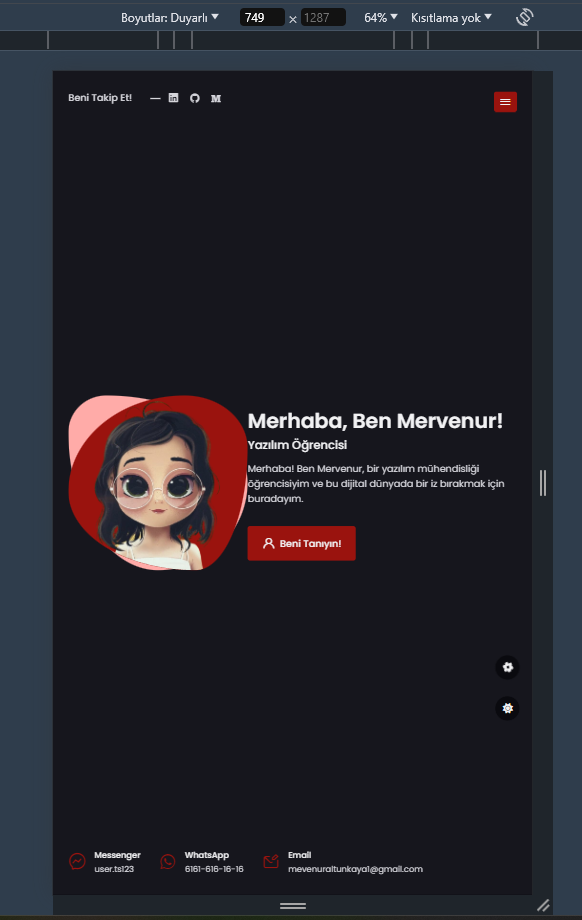 Boyutlar: Duyarlı 749 × 1287 64% Kısıtlama yok
Beni Takip Et! —
Merhaba, Ben Mervenur!
Yazılım Öğrencisi
Merhaba! Ben Mervenur, bir yazılım mühendisliği
öğrencisiyim ve bu dijital dünyada bir iz bırakmak için
buradayım.
Beni Tanıyın!
Messenger
user.ts123
WhatsApp
6161-616-16-16
Email
mevenuraltunkaya1@gmail.com